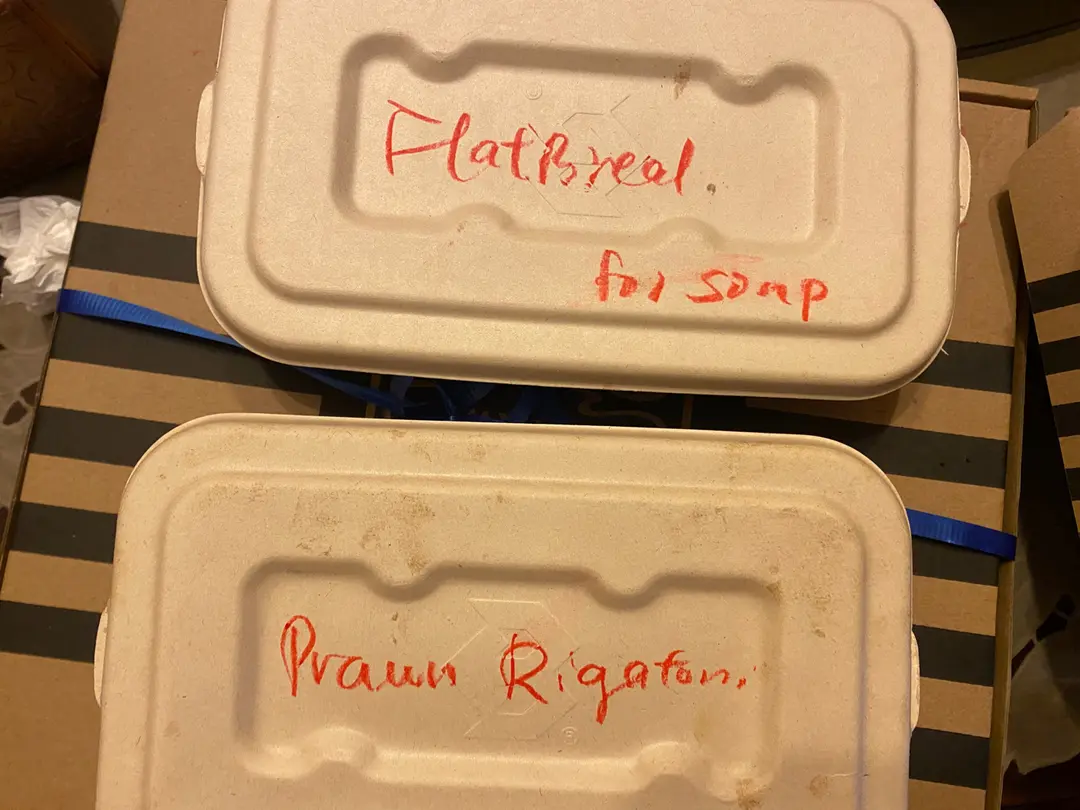 FlatBread.
for soup
Prawn Rigatoni